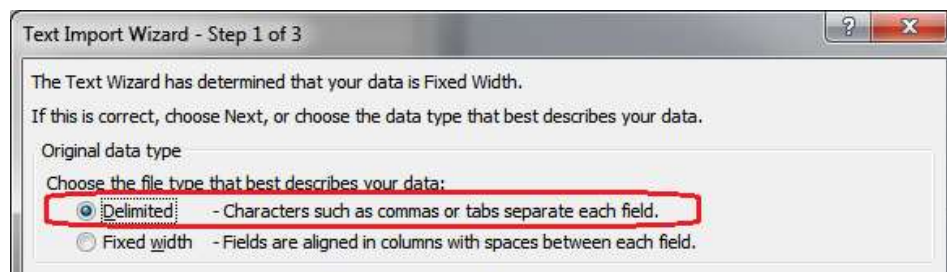 Text Import Wizard - Step 1 of 3
The Text Wizard has determined that your data is Fixed Width.
If this is correct, choose Next, or choose the data type that best describes your data.
Original data type
Choose the file type that best describes your data:
Delimited - Characters such as commas or tabs separate each field.
Fixed width - Fields are aligned in columns with spaces between each field.